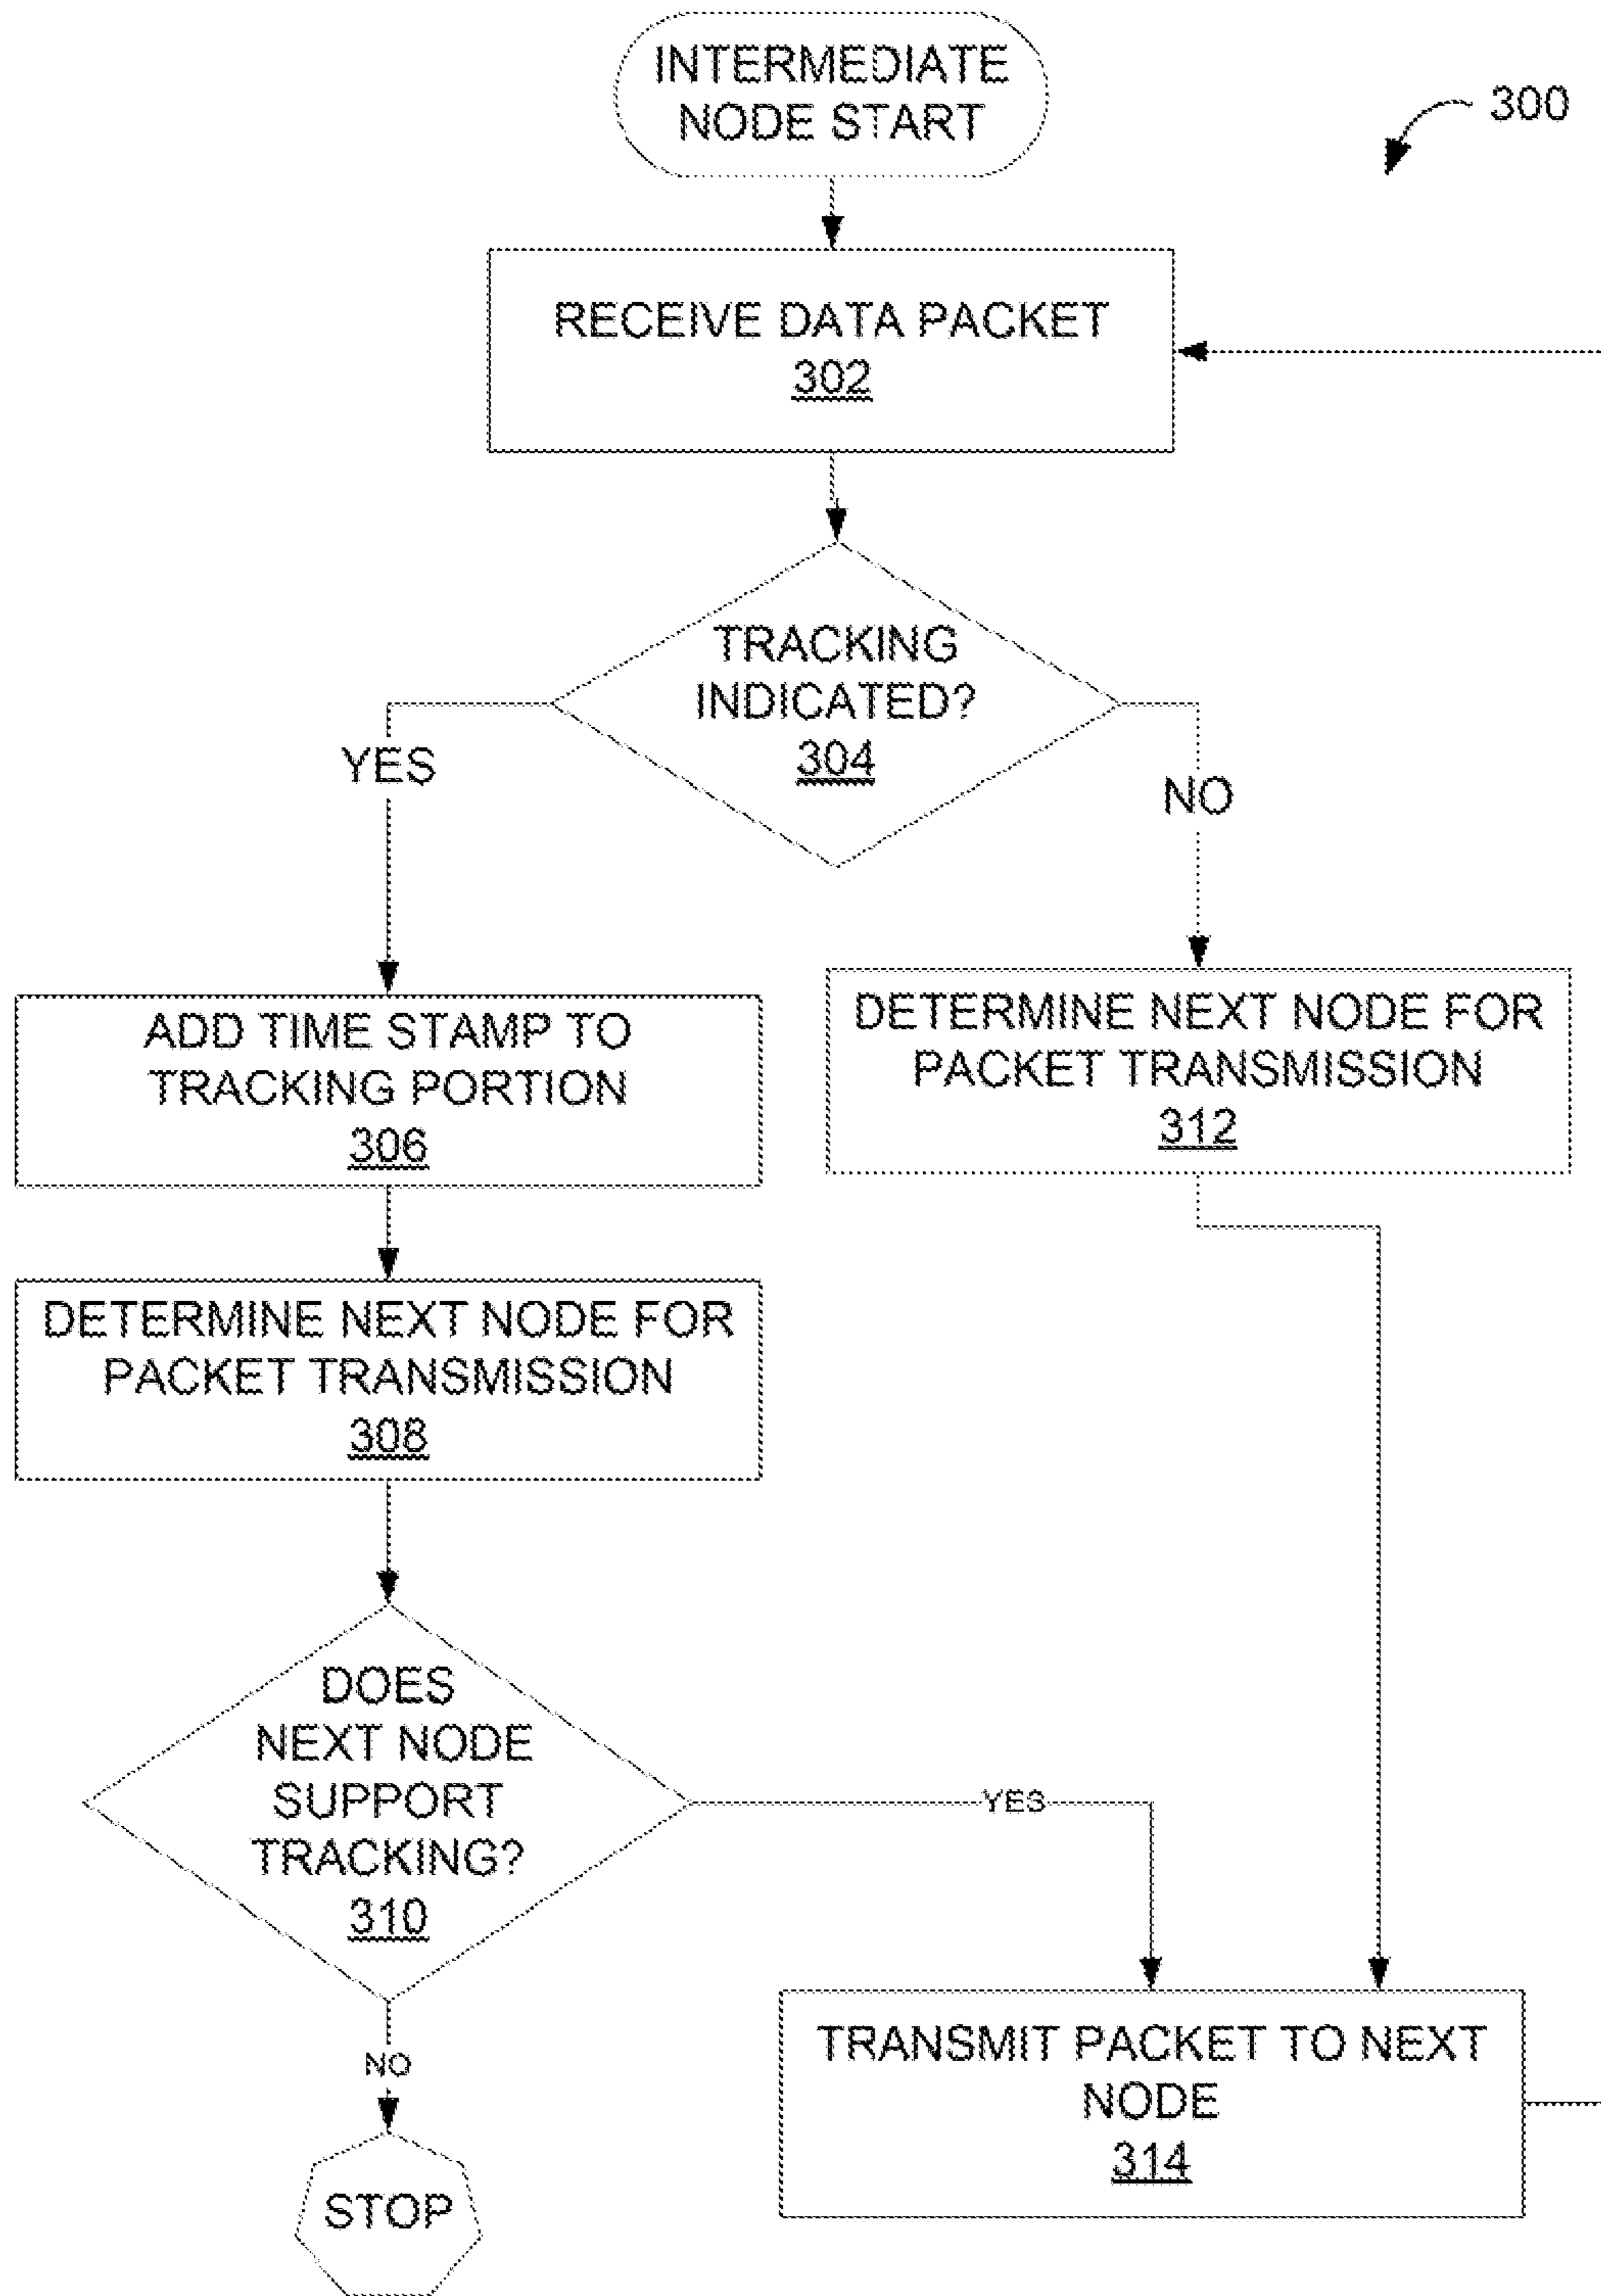 INTERMEDIATE
NODE START
300
RECEIVE DATA PACKET
302
TRACKING
INDICATED?
304
YES
NO
ADD TIME STAMP TO
TRACKING PORTION
306
DETERMINE NEXT NODE FOR
PACKET TRANSMISSION
312
DETERMINE NEXT NODE FOR
PACKET TRANSMISSION
308
DOES
NEXT NODE
SUPPORT
TRACKING?
310
YES
NO
STOP
TRANSMIT PACKET TO NEXT
NODE
314